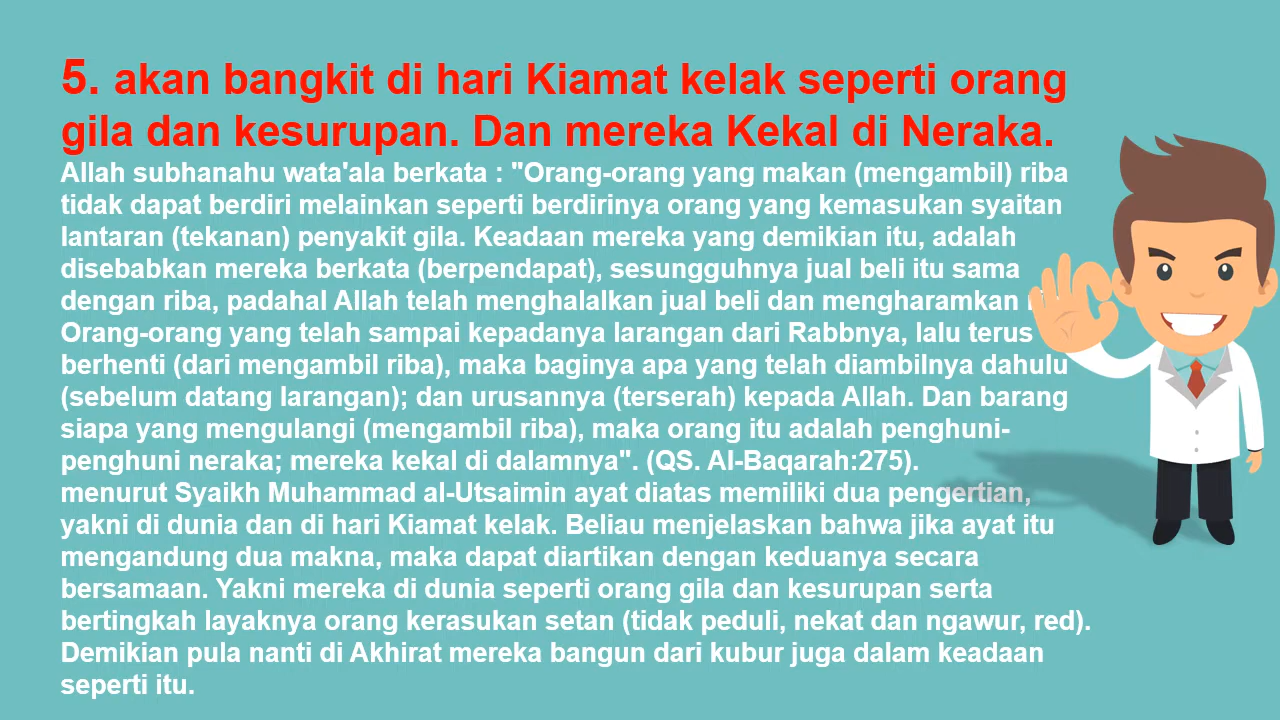 5. akan bangkit di hari Kiamat kelak seperti orang
gila dan kesurupan. Dan mereka Kekal di Neraka.
Allah subhanahu wata'ala berkata : "Orang-orang yang makan (mengambil) riba
tidak dapat berdiri melainkan seperti berdirinya orang yang kemasukan syaitan
lantaran (tekanan) penyakit gila. Keadaan mereka yang demikian itu, adalah
disebabkan mereka berkata (berpendapat), sesungguhnya jual beli itu sama
dengan riba, padahal Allah telah menghalalkan jual beli dan mengharamkan
Orang-orang yang telah sampai kepadanya larangan dari Rabbnya, lalu terus
berhenti (dari mengambil riba), maka baginya apa yang telah diambilnya dahulu
(sebelum datang larangan); dan urusannya (terserah) kepada Allah. Dan barang
siapa yang mengulangi (mengambil riba), maka orang itu adalah penghuni-
penghuni neraka; mereka kekal di dalamnya". (QS. Al-Baqarah:275).
menurut Syaikh Muhammad al-Utsaimin ayat diatas memiliki dua pengertian,
yakni di dunia dan di hari Kiamat kelak. Beliau menjelaskan bahwa jika ayat itu
mengandung dua makna, maka dapat diartikan dengan keduanya secara
bersamaan. Yakni mereka di dunia seperti orang gila dan kesurupan serta
bertingkah layaknya orang kerasukan setan (tidak peduli, nekat dan ngawur, red).
Demikian pula nanti di Akhirat mereka bangun dari kubur juga dalam keadaan
seperti itu.